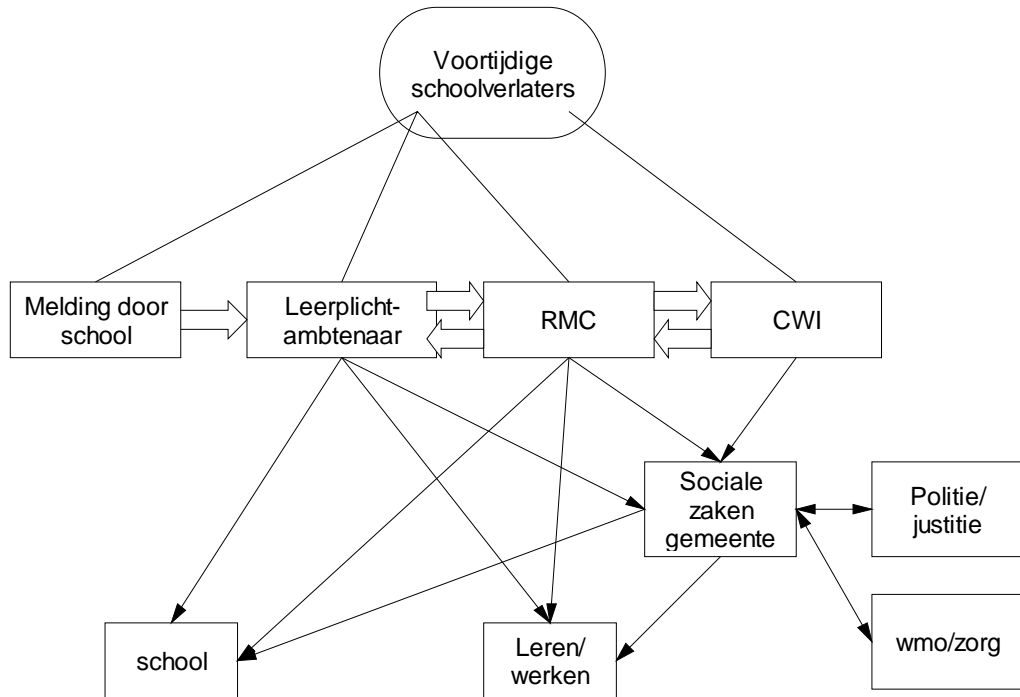 Voortijdige
schoolverlaters
Melding door
school
Leerplicht-
ambtenaar
RMC
CWI
Sociale
zaken
gemeente
Politie/
justitie
school
Leren/
werken
wmo/zorg